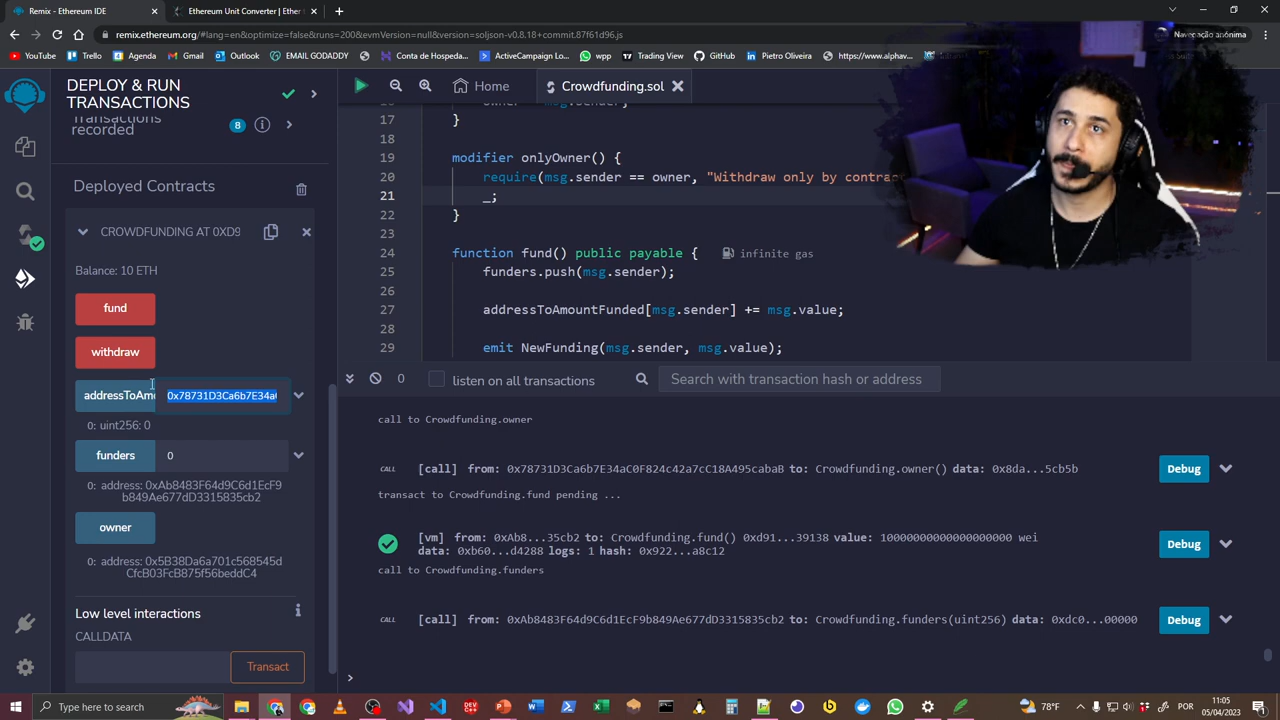 Remix - Ethereum IDE
Ethereum Unit Converter | Ether
remix.ethereum.org/#lang=en&optimize=false&runs=200&evmVersion=null&version=soljson-v0.8.18+commit.87f61d96.js
Navegação anónima
YouTube
Trello
Suporte - HeroSpa...
EMAIL GODADDY
ActiveCampaign Lo...
WTS
Trading View
GitHub
Pietro Oliveira
https://www.alphav...
DEPLOY & RUN
TRANSACTIONS
Transactions
recorded
8
Deployed Contracts
CROWDFUNDING AT 0XD9
Balance: 10 ETH
fund
withdraw
addressToAm
0x78731D3Ca6b7E34a
0: uint256: 0
funders
0
0: address: 0xAb8483F64d9C6d1EcF9
b849Ae677dD3315835cb2
owner
0: address: 0x5B38Da6a701c568545d
CfcB03FcB875f56beddC4
Low level interactions
CALLDATA
Transact
Home
Crowdfunding.sol
17 }
18
19 modifier onlyOwner() {
20 require(msg.sender == owner, "Withdraw only by contrac
21 _;
22 }
23
24 function fund() public payable { infinite gas
25 funders.push(msg.sender);
26
27 addressToAmountFunded[msg.sender] += msg.value;
28
29 emit NewFunding(msg.sender, msg.value);
0
listen on all transactions
Search with transaction hash or address
call to Crowdfunding.owner
CALL [call] from: 0x78731D3Ca6b7E34aC0F824c42a7cC18A495cabaB to: Crowdfunding.owner() data: 0x8da...5cb5b
Debug
transact to Crowdfunding.fund pending ...
[vm] from: 0xAb8...35cb2 to: Crowdfunding.fund() 0xd91...39138 value: 10000000000000000000 wei
data: 0xb60...d4288 logs: 1 hash: 0x922...a8c12
Debug
call to Crowdfunding.funders
CALL [call] from: 0xAb8483F64d9C6d1EcF9b849Ae677dD3315835cb2 to: Crowdfunding.funders(uint256) data: 0xdc0...00000
Debug
>
Type here to search
78°F
POR
11:05
05/04/2023